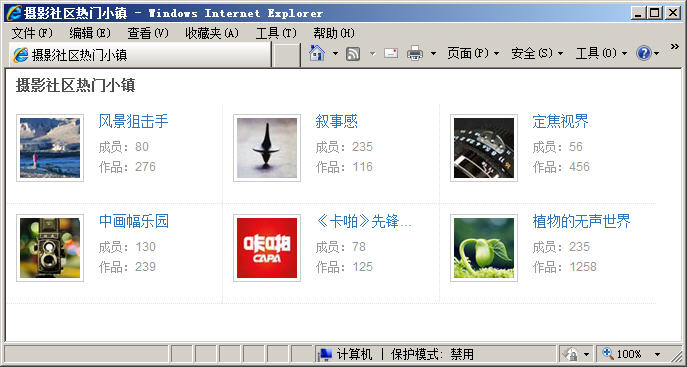 摄影社区热门小镇 - Windows Internet Explorer
文件(F) 编辑(E) 查看(V) 收藏夹(A) 工具(T) 帮助(H)
摄影社区热门小镇 页面(P) 安全(S) 工具(O) »
摄影社区热门小镇
风景狙击手
成员：80
作品：276
叙事感
成员：235
作品：116
定焦视界
成员：56
作品：456
中画幅乐园
成员：130
作品：239
咔啪
CAPA
《卡啪》先锋...
成员：78
作品：125
植物的无声世界
成员：235
作品：1258
计算机 | 保护模式: 禁用 100%